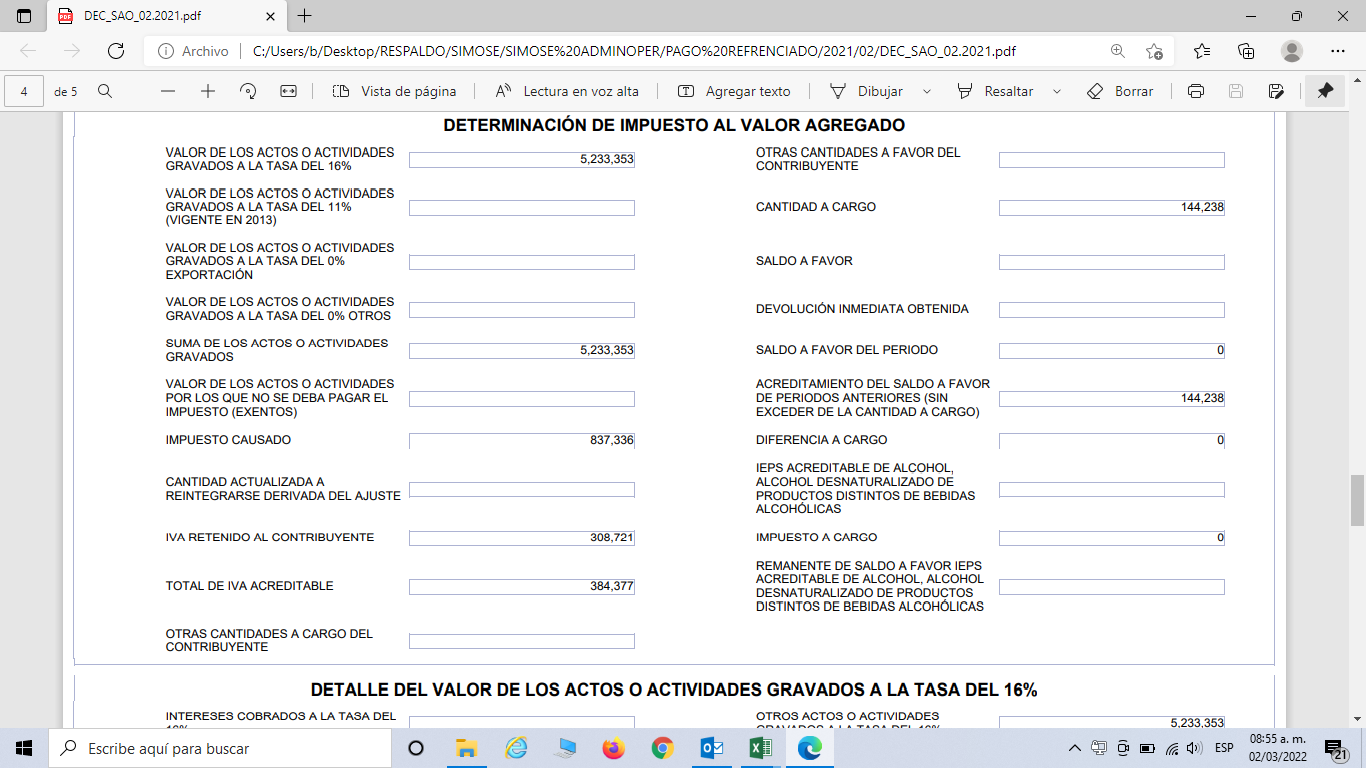 DEC_SAO_02.2021.pdf
Archivo C:/Users/b/Desktop/RESPALDO/SIMOSE/SIMOSE%20ADMINOPER/PAGO%20REFRENCIADO/2021/02/DEC_SAO_02.2021.pdf
4 de 5 Vista de página Lectura en voz alta Agregar texto Dibujar Resaltar Borrar
DETERMINACIÓN DE IMPUESTO AL VALOR AGREGADO
VALOR DE LOS ACTOS O ACTIVIDADES
GRAVADOS A LA TASA DEL 16%
5,233,353
VALOR DE LOS ACTOS O ACTIVIDADES
GRAVADOS A LA TASA DEL 11%
(VIGENTE EN 2013)
VALOR DE LOS ACTOS O ACTIVIDADES
GRAVADOS A LA TASA DEL 0%
EXPORTACIÓN
VALOR DE LOS ACTOS O ACTIVIDADES
GRAVADOS A LA TASA DEL 0% OTROS
SUMA DE LOS ACTOS O ACTIVIDADES
GRAVADOS
5,233,353
VALOR DE LOS ACTOS O ACTIVIDADES
POR LOS QUE NO SE DEBA PAGAR EL
IMPUESTO (EXENTOS)
IMPUESTO CAUSADO 837,336
CANTIDAD ACTUALIZADA A
REINTEGRARSE DERIVADA DEL AJUSTE
IVA RETENIDO AL CONTRIBUYENTE 308,721
TOTAL DE IVA ACREDITABLE 384,377
OTRAS CANTIDADES A CARGO DEL
CONTRIBUYENTE
OTRAS CANTIDADES A FAVOR DEL
CONTRIBUYENTE
CANTIDAD A CARGO 144,238
SALDO A FAVOR
DEVOLUCIÓN INMEDIATA OBTENIDA
SALDO A FAVOR DEL PERIODO 0
ACREDITAMIENTO DEL SALDO A FAVOR
DE PERIODOS ANTERIORES (SIN
EXCEDER DE LA CANTIDAD A CARGO)
144,238
DIFERENCIA A CARGO 0
IEPS ACREDITABLE DE ALCOHOL,
ALCOHOL DESNATURALIZADO DE
PRODUCTOS DISTINTOS DE BEBIDAS
ALCOHÓLICAS
IMPUESTO A CARGO 0
REMANENTE DE SALDO A FAVOR IEPS
ACREDITABLE DE ALCOHOL, ALCOHOL
DESNATURALIZADO DE PRODUCTOS
DISTINTOS DE BEBIDAS ALCOHÓLICAS
DETALLE DEL VALOR DE LOS ACTOS O ACTIVIDADES GRAVADOS A LA TASA DEL 16%
INTERESES COBRADOS A LA TASA DEL
16%
OTROS ACTOS O ACTIVIDADES
GRAVADOS A LA TASA DEL 16%
5,233,353
Escribe aquí para buscar
ESP
08:55 a. m.
02/03/2022
21